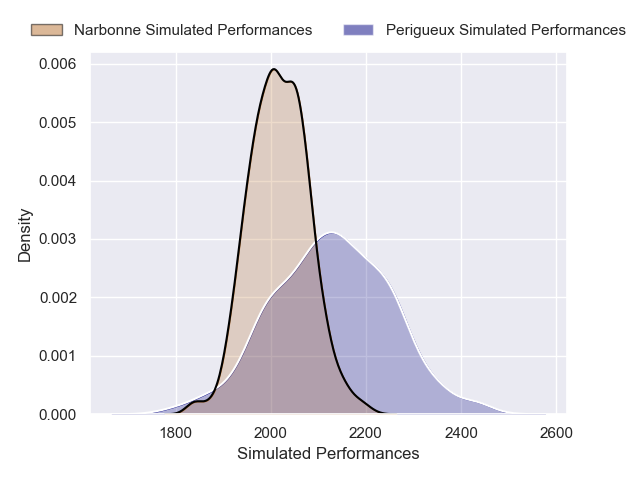 Narbonne Simulated Performances Perigueux Simulated Performances
0.006
0.005
0.004
0.003
0.002
0.001
0.000
Density
1800 2000 2200 2400 2600
Simulated Performances